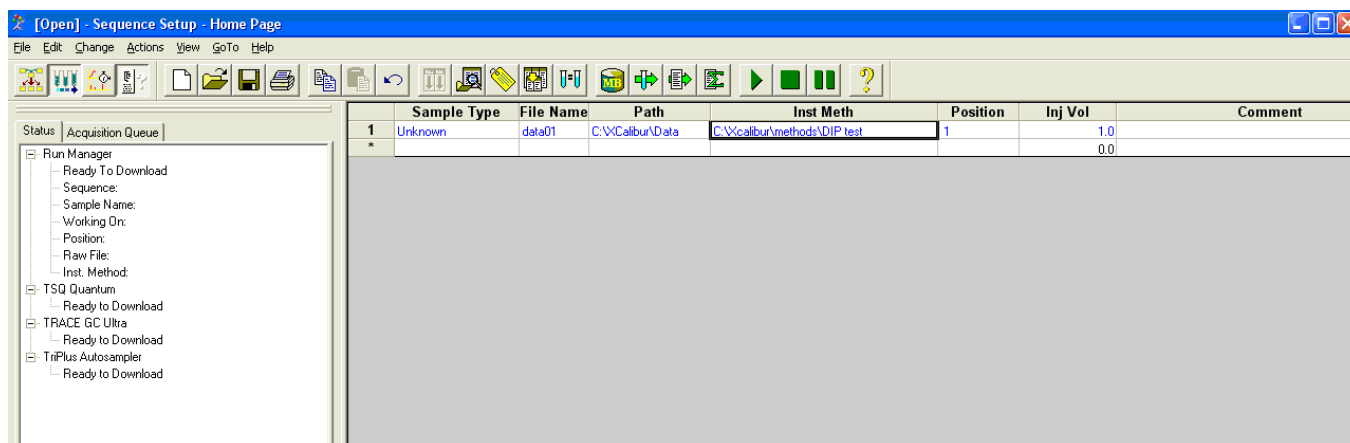 [Open] - Sequence Setup - Home Page
File Edit Change Actions View GoTo Help
MB
Status Acquisition Queue
Run Manager
Ready To Download
Sequence:
Sample Name:
Working On:
Position:
Raw File:
Inst. Method:
TSQ Quantum
Ready to Download
TRACE GC Ultra
Ready to Download
TriPlus Autosampler
Ready to Download
Sample Type File Name Path Inst Meth Position Inj Vol Comment
1 Unknown data01 C:\XCalibur\Data C:\Xcalibur\methods\DIP test 1 1.0
* 0.0